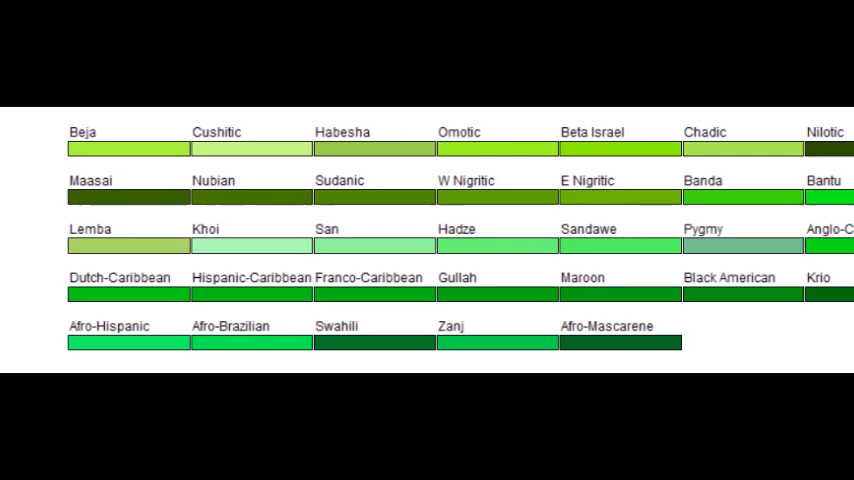 Beja Cushitic Habesha Omotic Beta Israel Chadic Nilotic
Maasai Nubian Sudanic W Nigritic E Nigritic Banda Bantu
Lemba Khoi San Hadze Sandawe Pygmy Anglo-C
Dutch-Caribbean Hispanic-Caribbean Franco-Caribbean Gullah Maroon Black American Krio
Afro-Hispanic Afro-Brazilian Swahili Zanj Afro-Mascarene